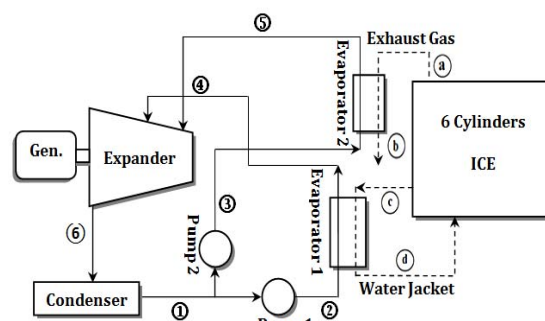 ⑤
Exhaust Gas
ⓐ
④
Evaporator 2
6 Cylinders
ICE
Gen.
Expander
ⓑ
ⓒ
③
Evaporator 1
⑥
Pump 2
ⓓ
Condenser
①
②
Water Jacket